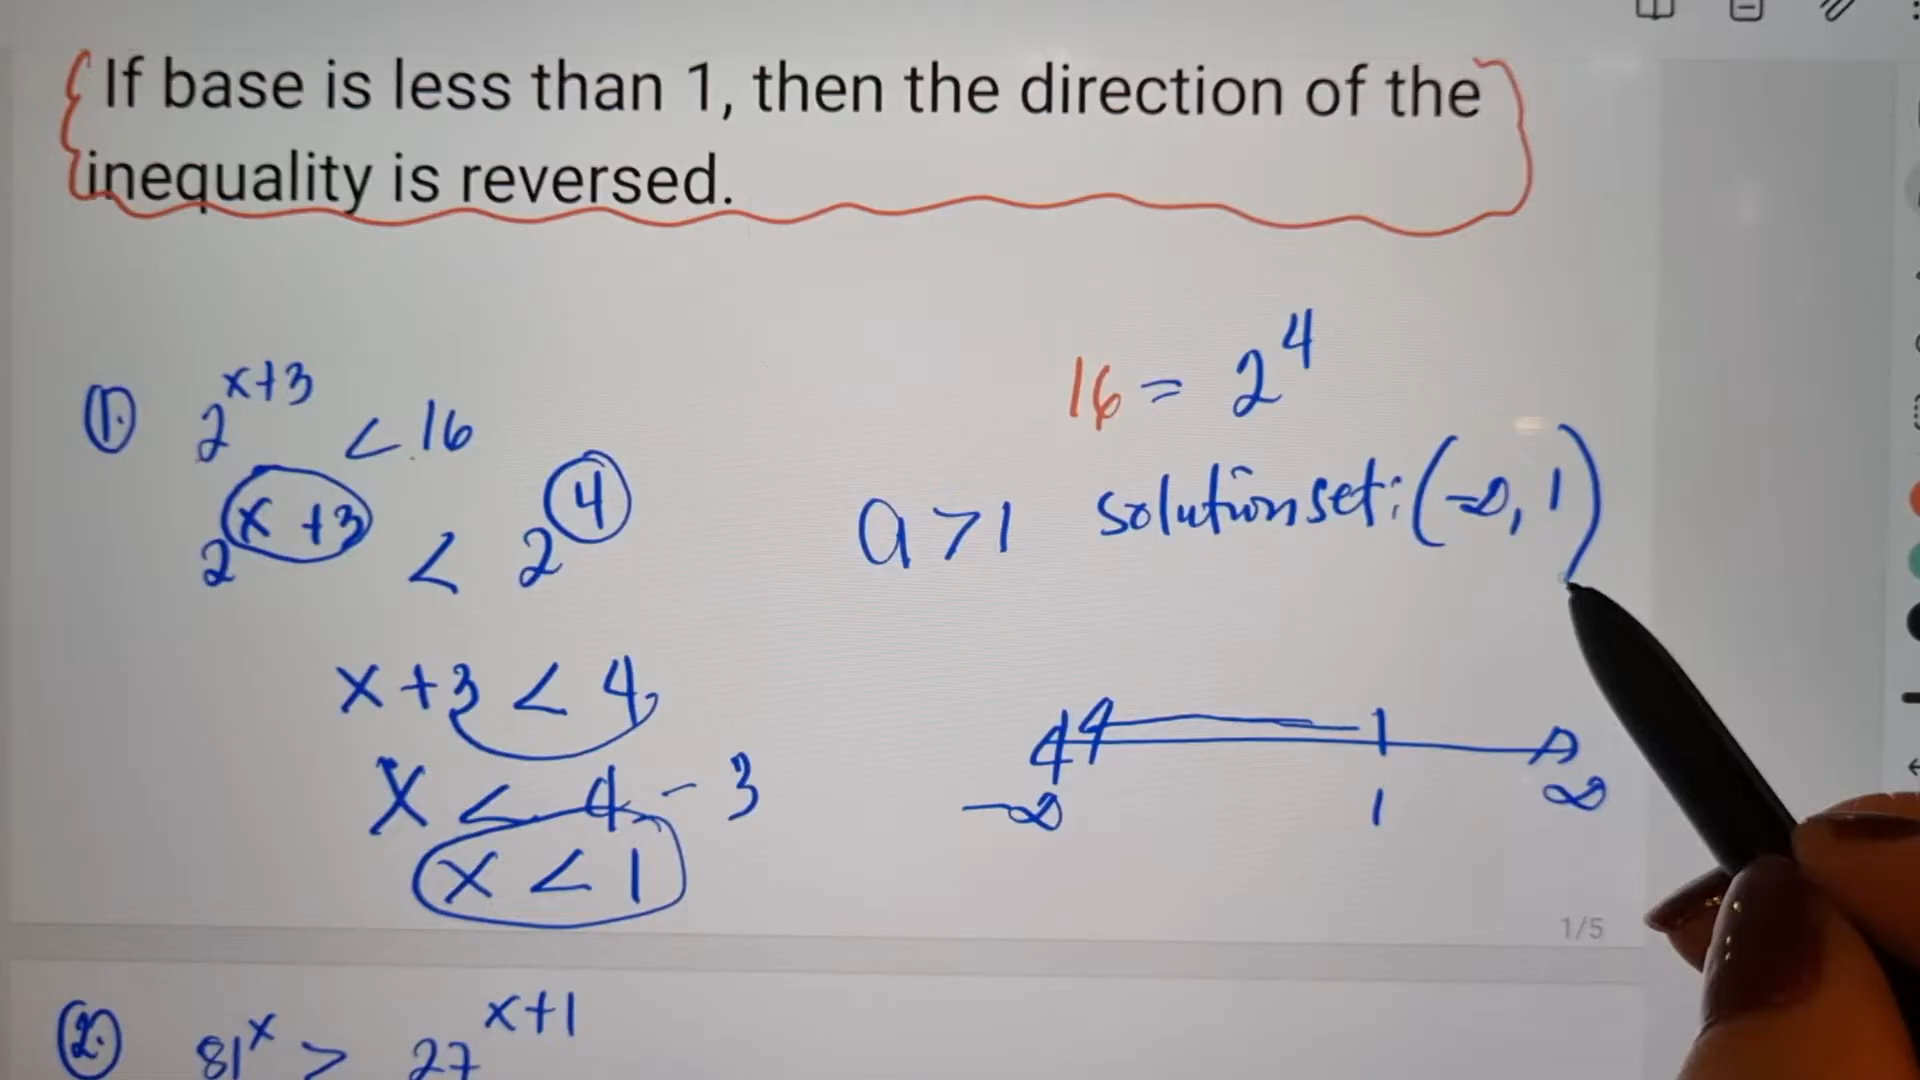 If base is less than 1, then the direction of the
inequality is reversed.
① 2^{x+3} < 16
16 = 2^4
2^{x+3} < 2^4
a > 1 solution set: (-∞, 1)
x + 3 < 4
x < 4 - 3
x < 1
-∞ 1 ∞
1/5
② 81^x > 27^{x+1}